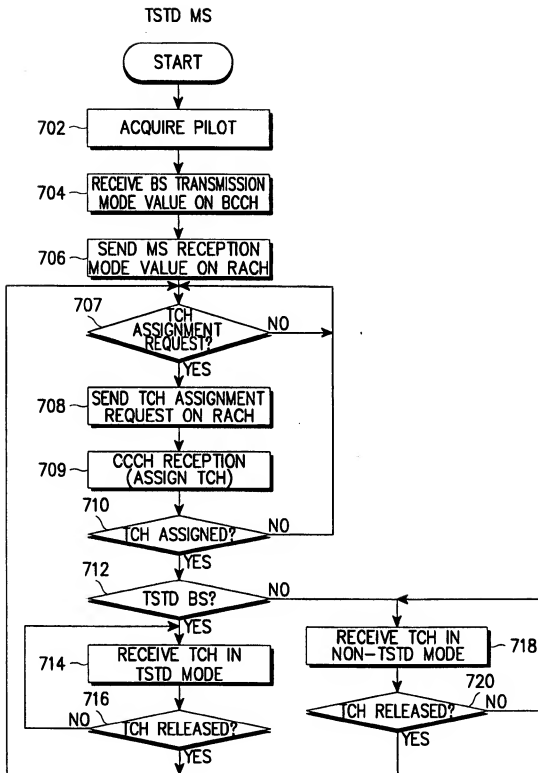 TSTD MS
START
702
ACQUIRE PILOT
704
RECEIVE BS TRANSMISSION
MODE VALUE ON BCCH
706
SEND MS RECEPTION
MODE VALUE ON RACH
707
TCH
ASSIGNMENT
REQUEST?
NO
YES
708
SEND TCH ASSIGNMENT
REQUEST ON RACH
709
CCCH RECEPTION
(ASSIGN TCH)
710
TCH ASSIGNED?
NO
YES
712
TSTD BS?
NO
YES
714
RECEIVE TCH IN
TSTD MODE
RECEIVE TCH IN
NON-TSTD MODE
718
716
TCH RELEASED?
NO
YES
720
TCH RELEASED?
NO
YES